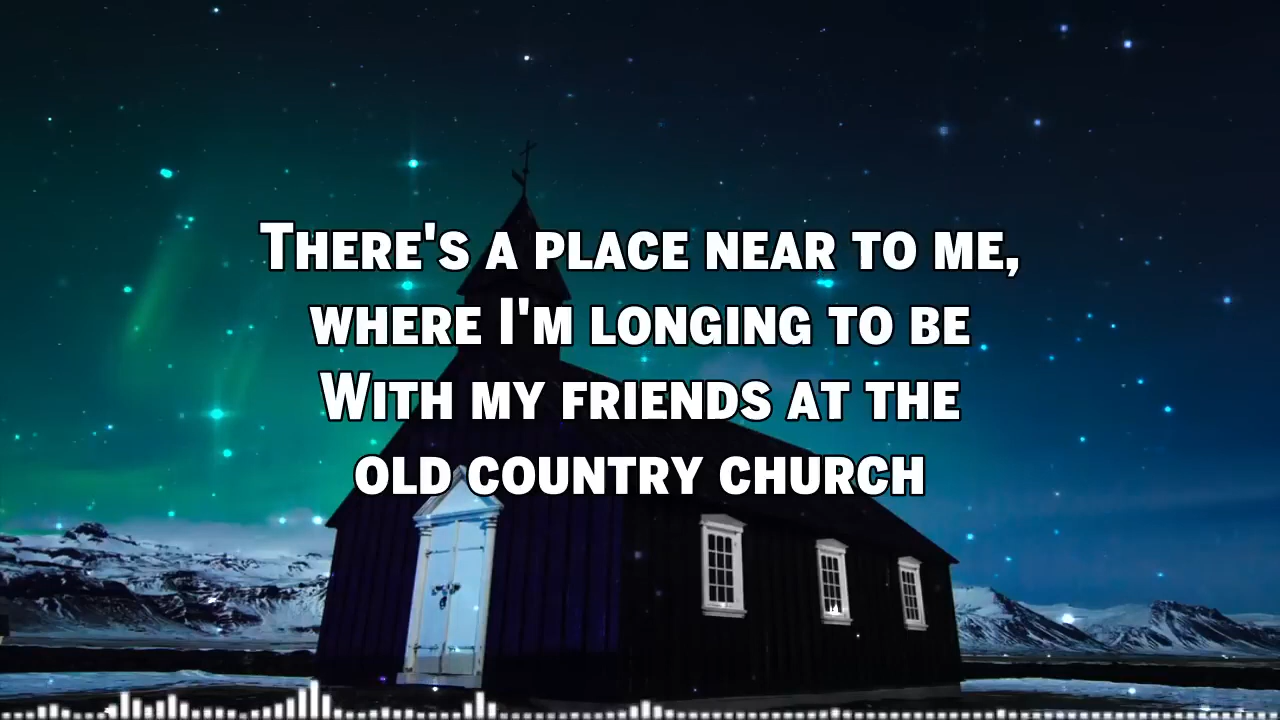 There's a place near to me,
where I'm longing to be
With my friends at the
old country church